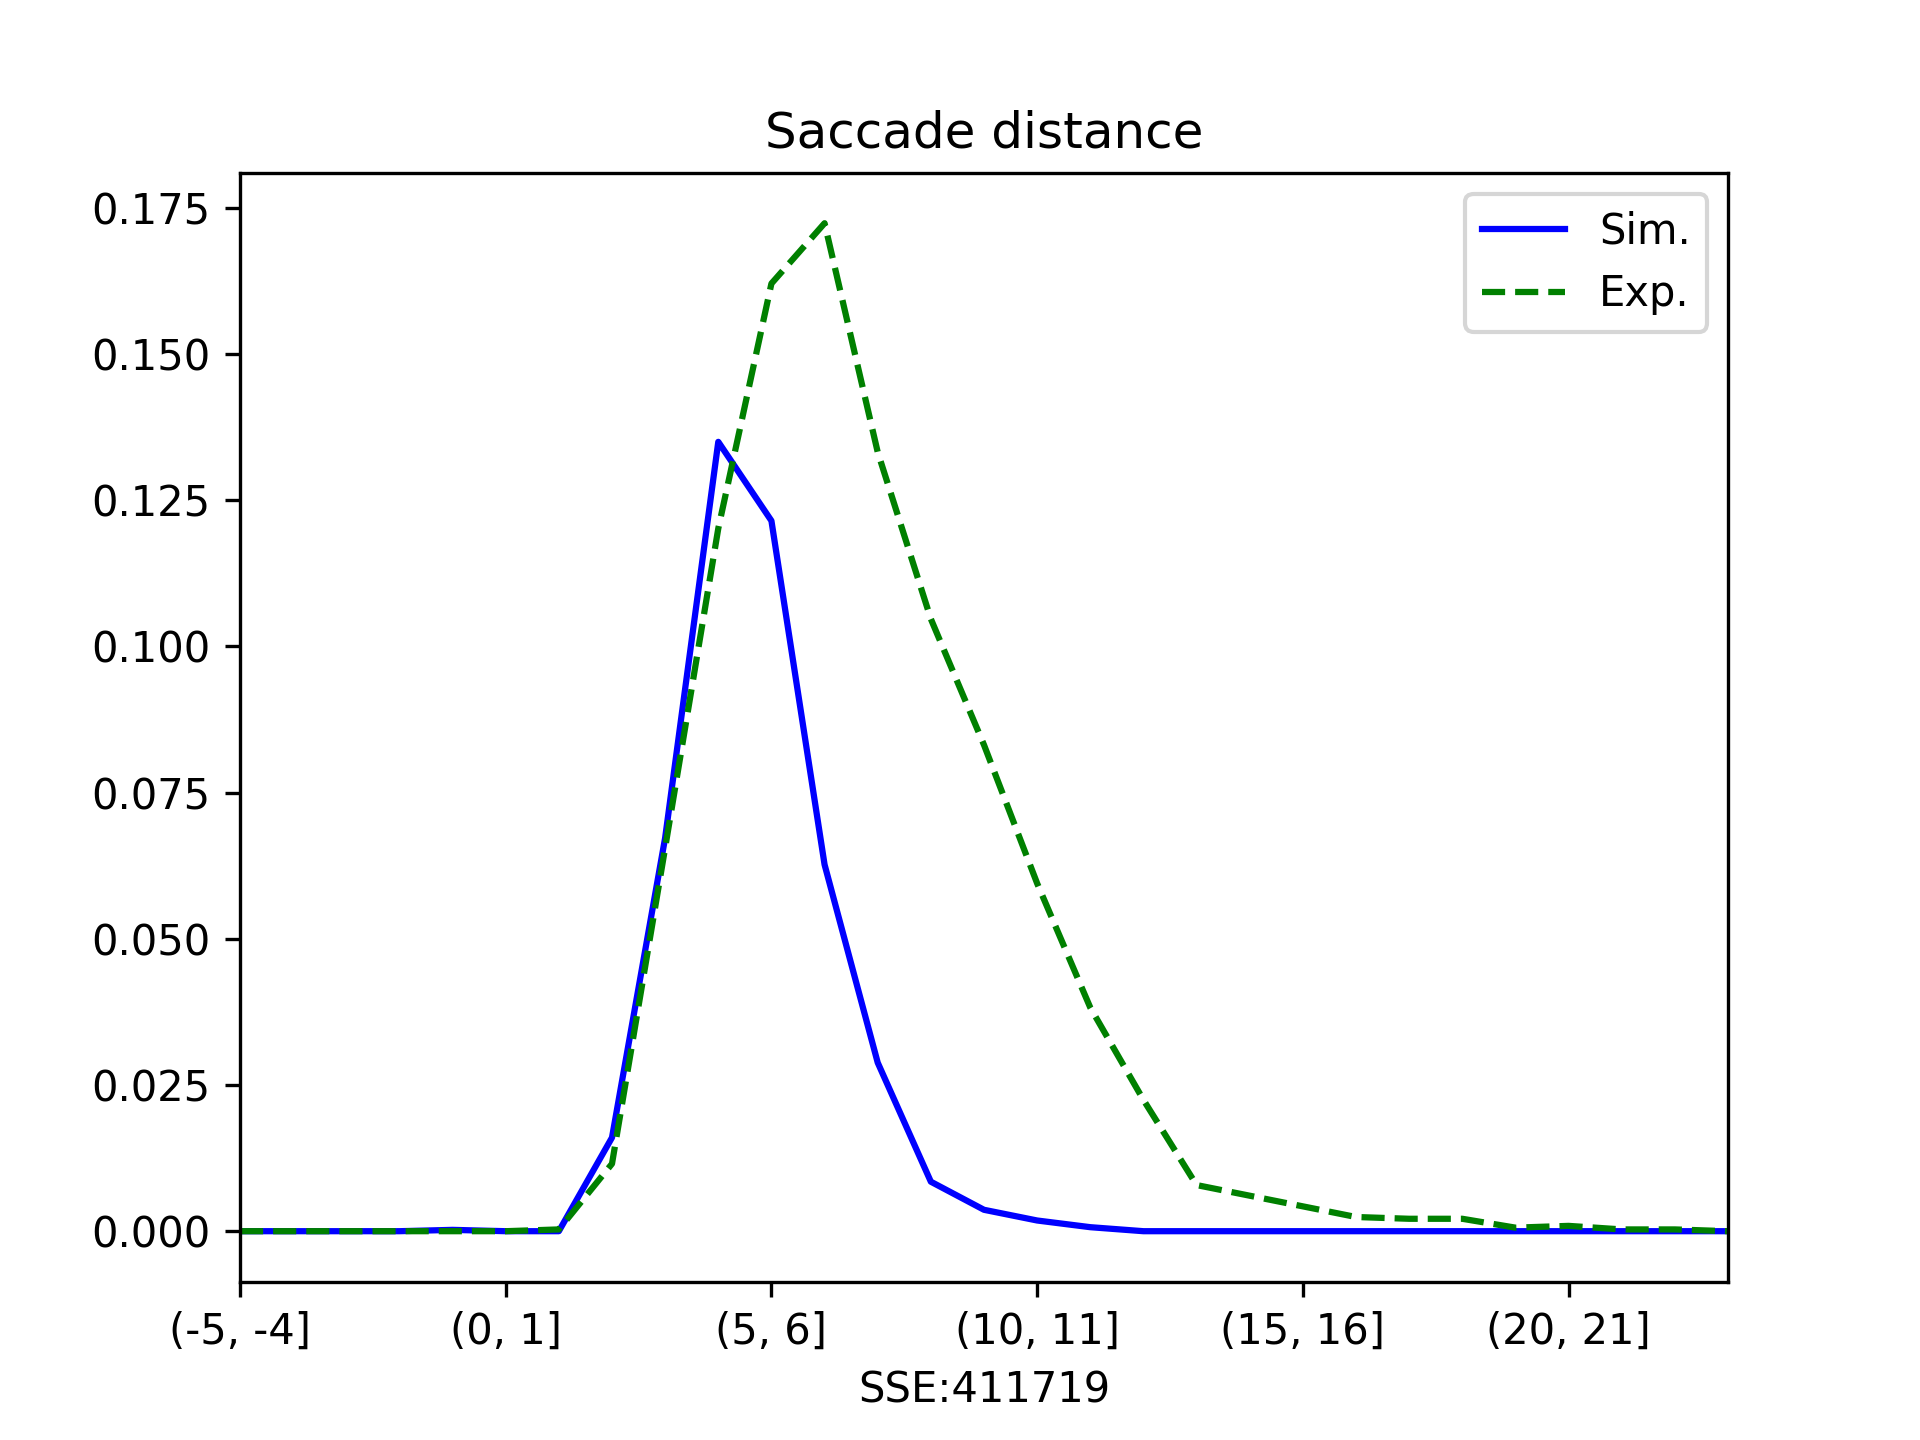 Saccade distance
0.175
0.150
0.125
0.100
0.075
0.050
0.025
0.000
Sim.
Exp.
(-5, -4] (0, 1] (5, 6] (10, 11] (15, 16] (20, 21]
SSE:411719